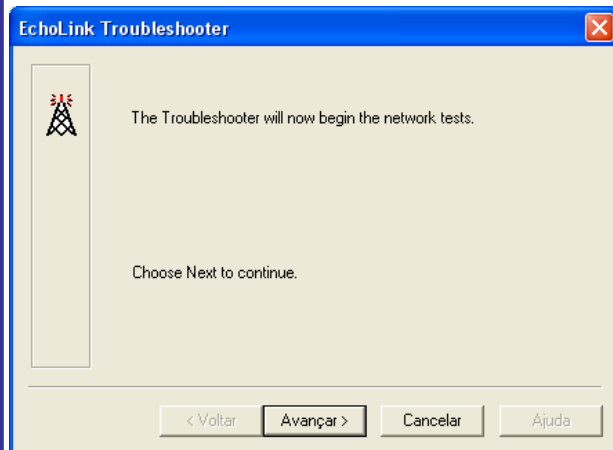 EchoLink Troubleshooter
The Troubleshooter will now begin the network tests.
Choose Next to continue.
< Voltar
Avançar >
Cancelar
Ajuda